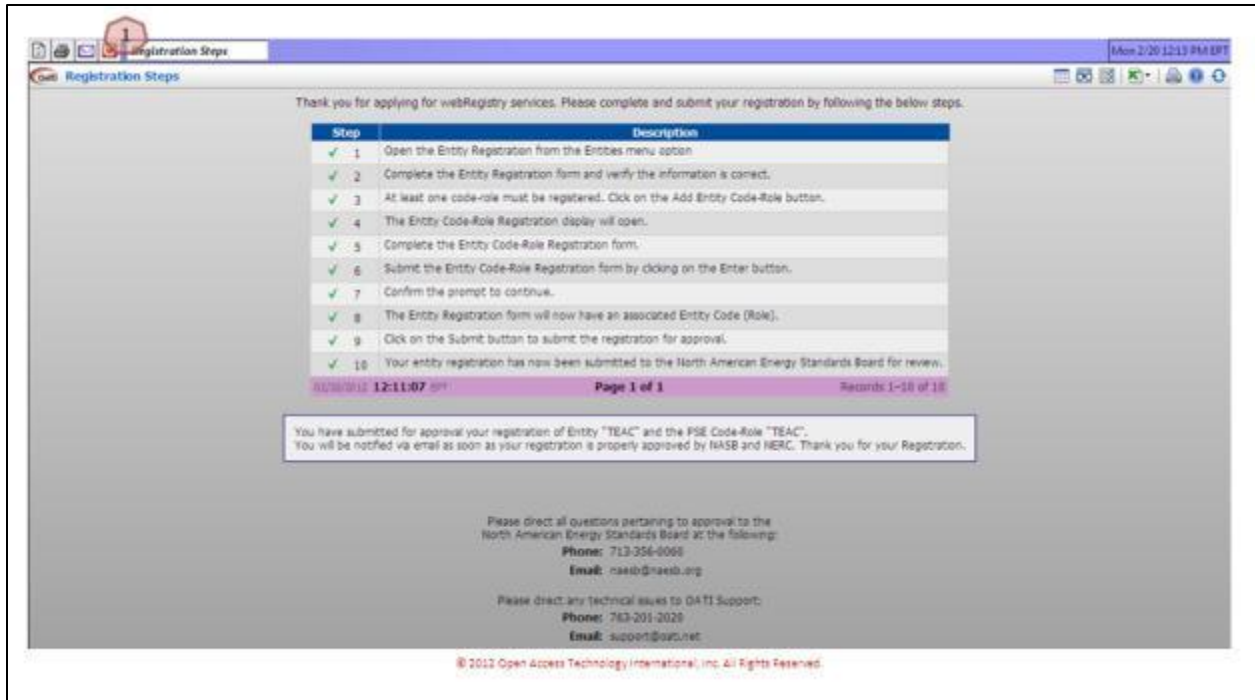 1
Registration Steps
Mon 2/20 12:13 PM EPT
OATI Registration Steps
Thank you for applying for webRegistry services. Please complete and submit your registration by following the below steps.
Step Description
1 Open the Entity Registration from the Entities menu option
2 Complete the Entity Registration form and verify the information is correct.
3 At least one code-role must be registered. Click on the Add Entity Code-Role button.
4 The Entity Code-Role Registration display will open.
5 Complete the Entity Code-Role Registration form.
6 Submit the Entity Code-Role Registration form by clicking on the Enter button.
7 Confirm the prompt to continue.
8 The Entity Registration form will now have an associated Entity Code (Role).
9 Click on the Submit button to submit the registration for approval.
10 Your entity registration has now been submitted to the North American Energy Standards Board for review.
12:11:07 Page 1 of 1 Records 1-10 of 10
You have submitted for approval your registration of Entity "TEAC" and the PSE Code-Role "TEAC".
You will be notified via email as soon as your registration is properly approved by NASB and NERC. Thank you for your Registration.
Please direct all questions pertaining to approval to the
North American Energy Standards Board at the following:
Phone: 713-356-0060
Email: naesb@naesb.org
Please direct any technical issues to OATI Support:
Phone: 763-201-2020
Email: support@oati.net
© 2012 Open Access Technology International, Inc. All Rights Reserved.